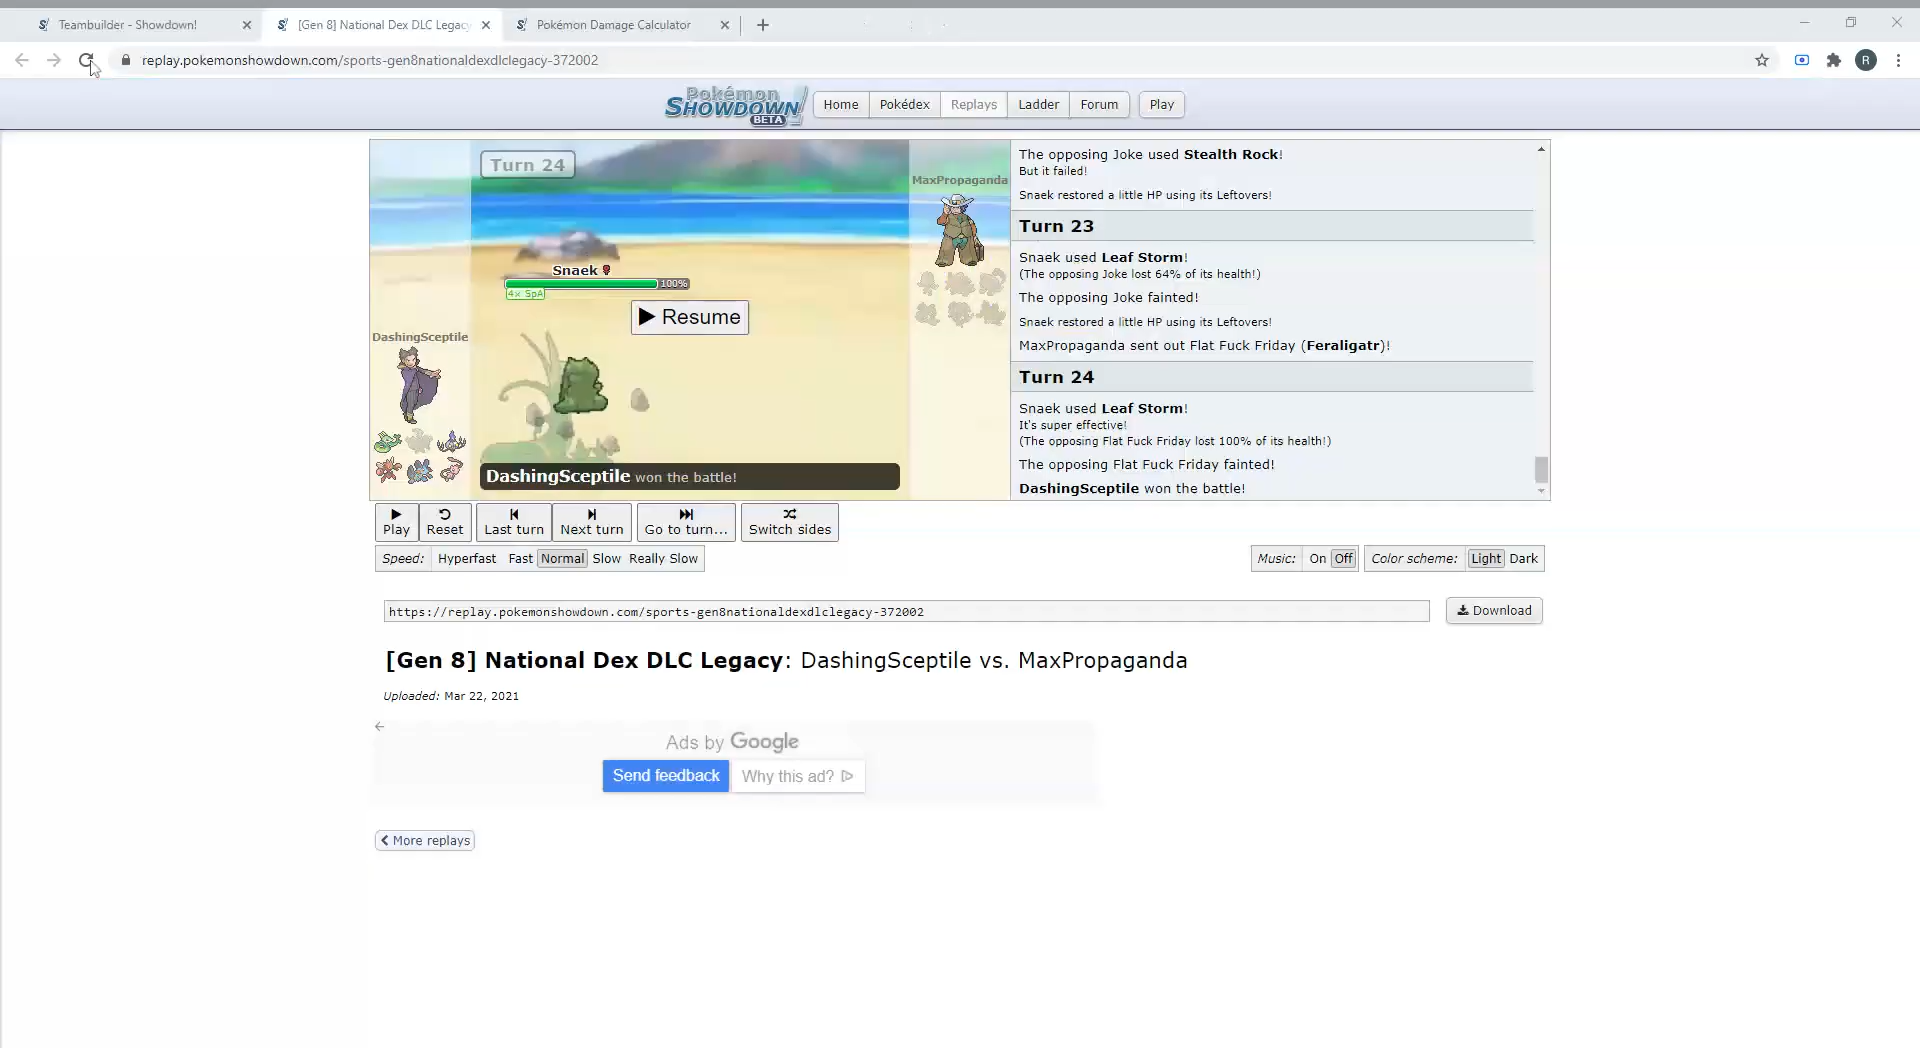 Teambuilder - Showdown!
[Gen 8] National Dex DLC Legacy
Pokémon Damage Calculator
replay.pokemonshowdown.com/sports-gen8nationaldexdlclegacy-372002
R
Pokémon
SHOWDOWN!
BETA
Home
Pokédex
Replays
Ladder
Forum
Play
Turn 24
MaxPropaganda
Snaek
100%
4x SpA
Resume
DashingSceptile
DashingSceptile won the battle!
The opposing Joke used Stealth Rock!
But it failed!
Snaek restored a little HP using its Leftovers!
Turn 23
Snaek used Leaf Storm!
(The opposing Joke lost 64% of its health!)
The opposing Joke fainted!
Snaek restored a little HP using its Leftovers!
MaxPropaganda sent out Flat Fuck Friday (Feraligatr)!
Turn 24
Snaek used Leaf Storm!
It's super effective!
(The opposing Flat Fuck Friday lost 100% of its health!)
The opposing Flat Fuck Friday fainted!
DashingSceptile won the battle!
Play
Reset
Last turn
Next turn
Go to turn...
Switch sides
Speed: Hyperfast Fast Normal Slow Really Slow
Music: On Off
Color scheme: Light Dark
https://replay.pokemonshowdown.com/sports-gen8nationaldexdlclegacy-372002
Download
[Gen 8] National Dex DLC Legacy: DashingSceptile vs. MaxPropaganda
Uploaded: Mar 22, 2021
Ads by Google
Send feedback
Why this ad?
More replays